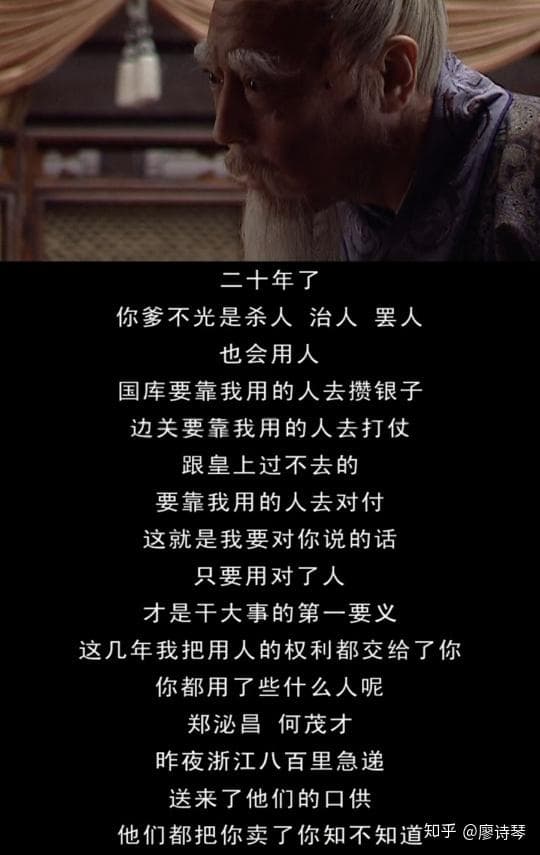 二十年了
你爹不光是杀人 治人 罢人
也会用人
国库要靠我用的人去攒银子
边关要靠我用的人去打仗
跟皇上过不去的
要靠我用的人去对付
这就是我要对你说的话
只要用对了人
才是干大事的第一要义
这几年我把用人的权利都交给了你
你都用了些什么人呢
郑泌昌 何茂才
昨夜浙江八百里急递
送来了他们的口供
他们都把你卖了你知不知道
知乎 @廖诗琴